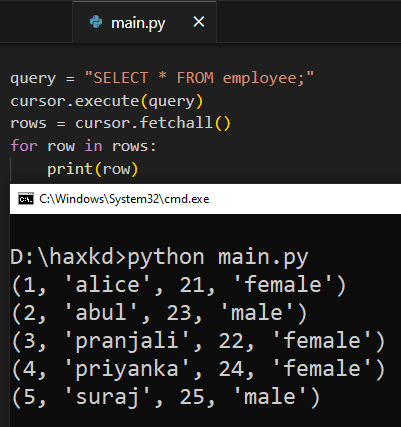 main.py
query = "SELECT * FROM employee;"
cursor.execute(query)
rows = cursor.fetchall()
for row in rows:
    print(row)
C:\Windows\System32\cmd.exe
D:\haxkd>python main.py
(1, 'alice', 21, 'female')
(2, 'abul', 23, 'male')
(3, 'pranjali', 22, 'female')
(4, 'priyanka', 24, 'female')
(5, 'suraj', 25, 'male')